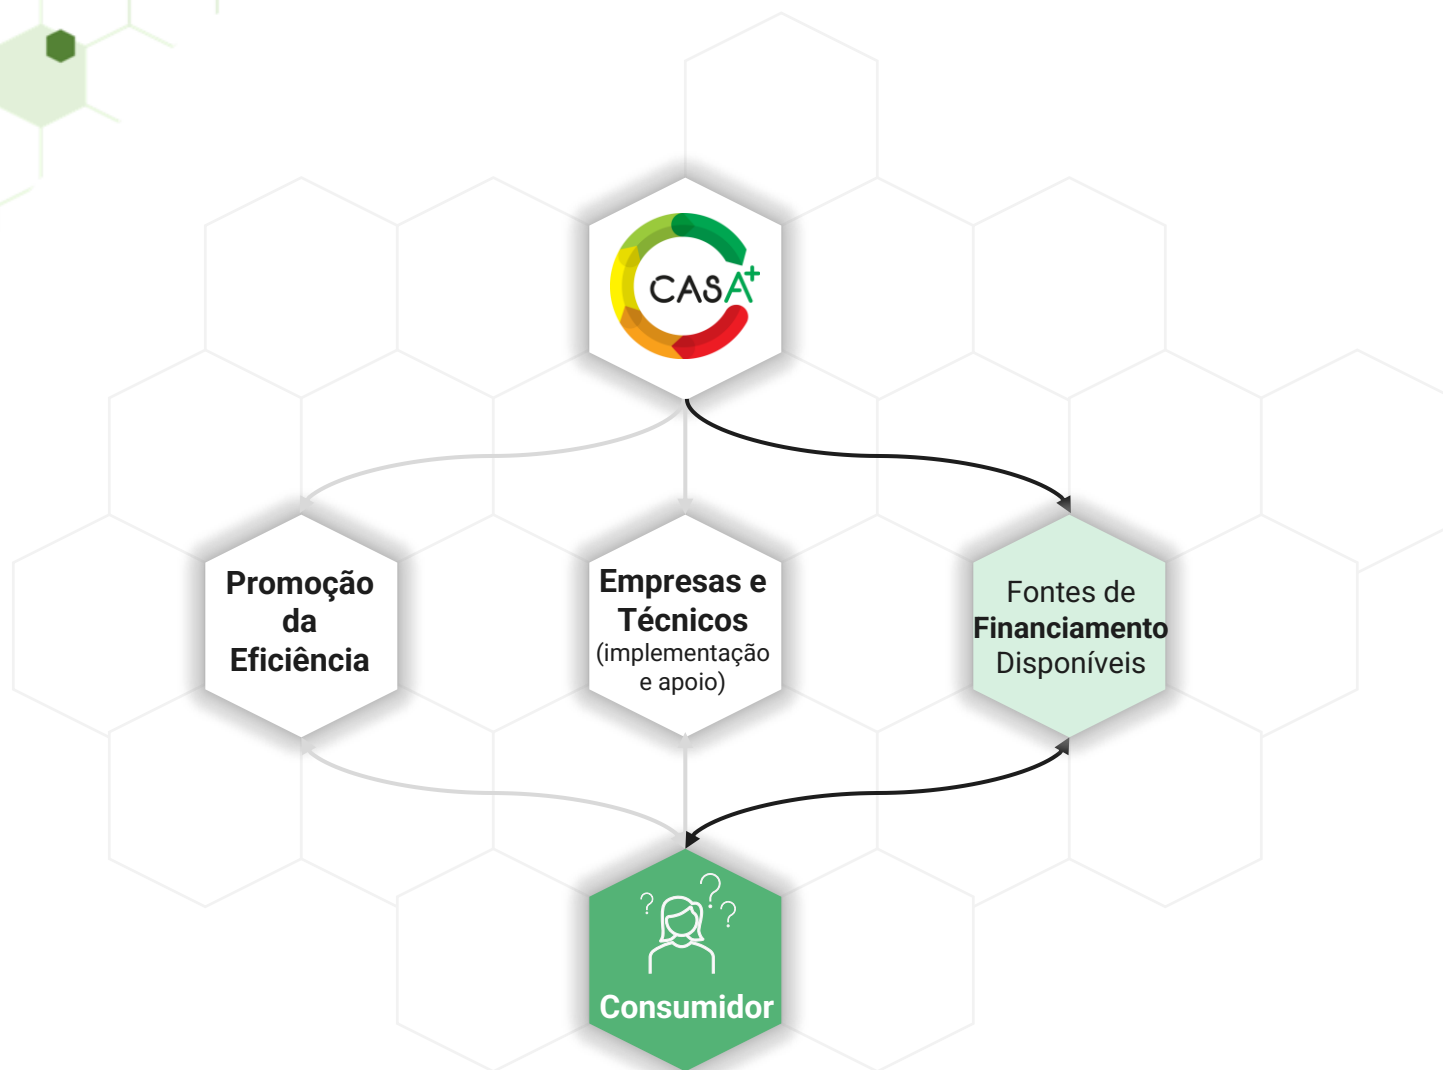 CASA+
Promoção
da
Eficiência
Empresas e
Técnicos
(implementação
e apoio)
Fontes de
Financiamento
Disponíveis
? ? ?
Consumidor